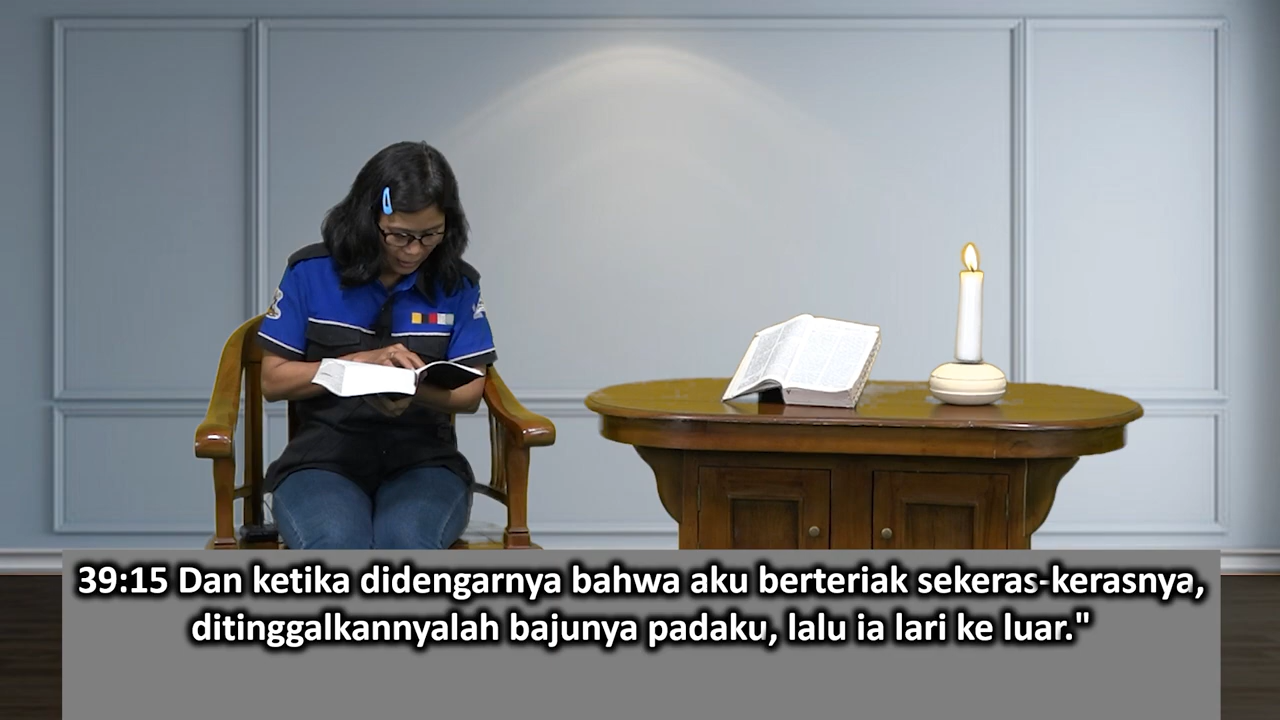 39:15 Dan ketika didengarnya bahwa aku berteriak sekeras-kerasnya,
ditinggalkannyalah bajunya padaku, lalu ia lari ke luar."